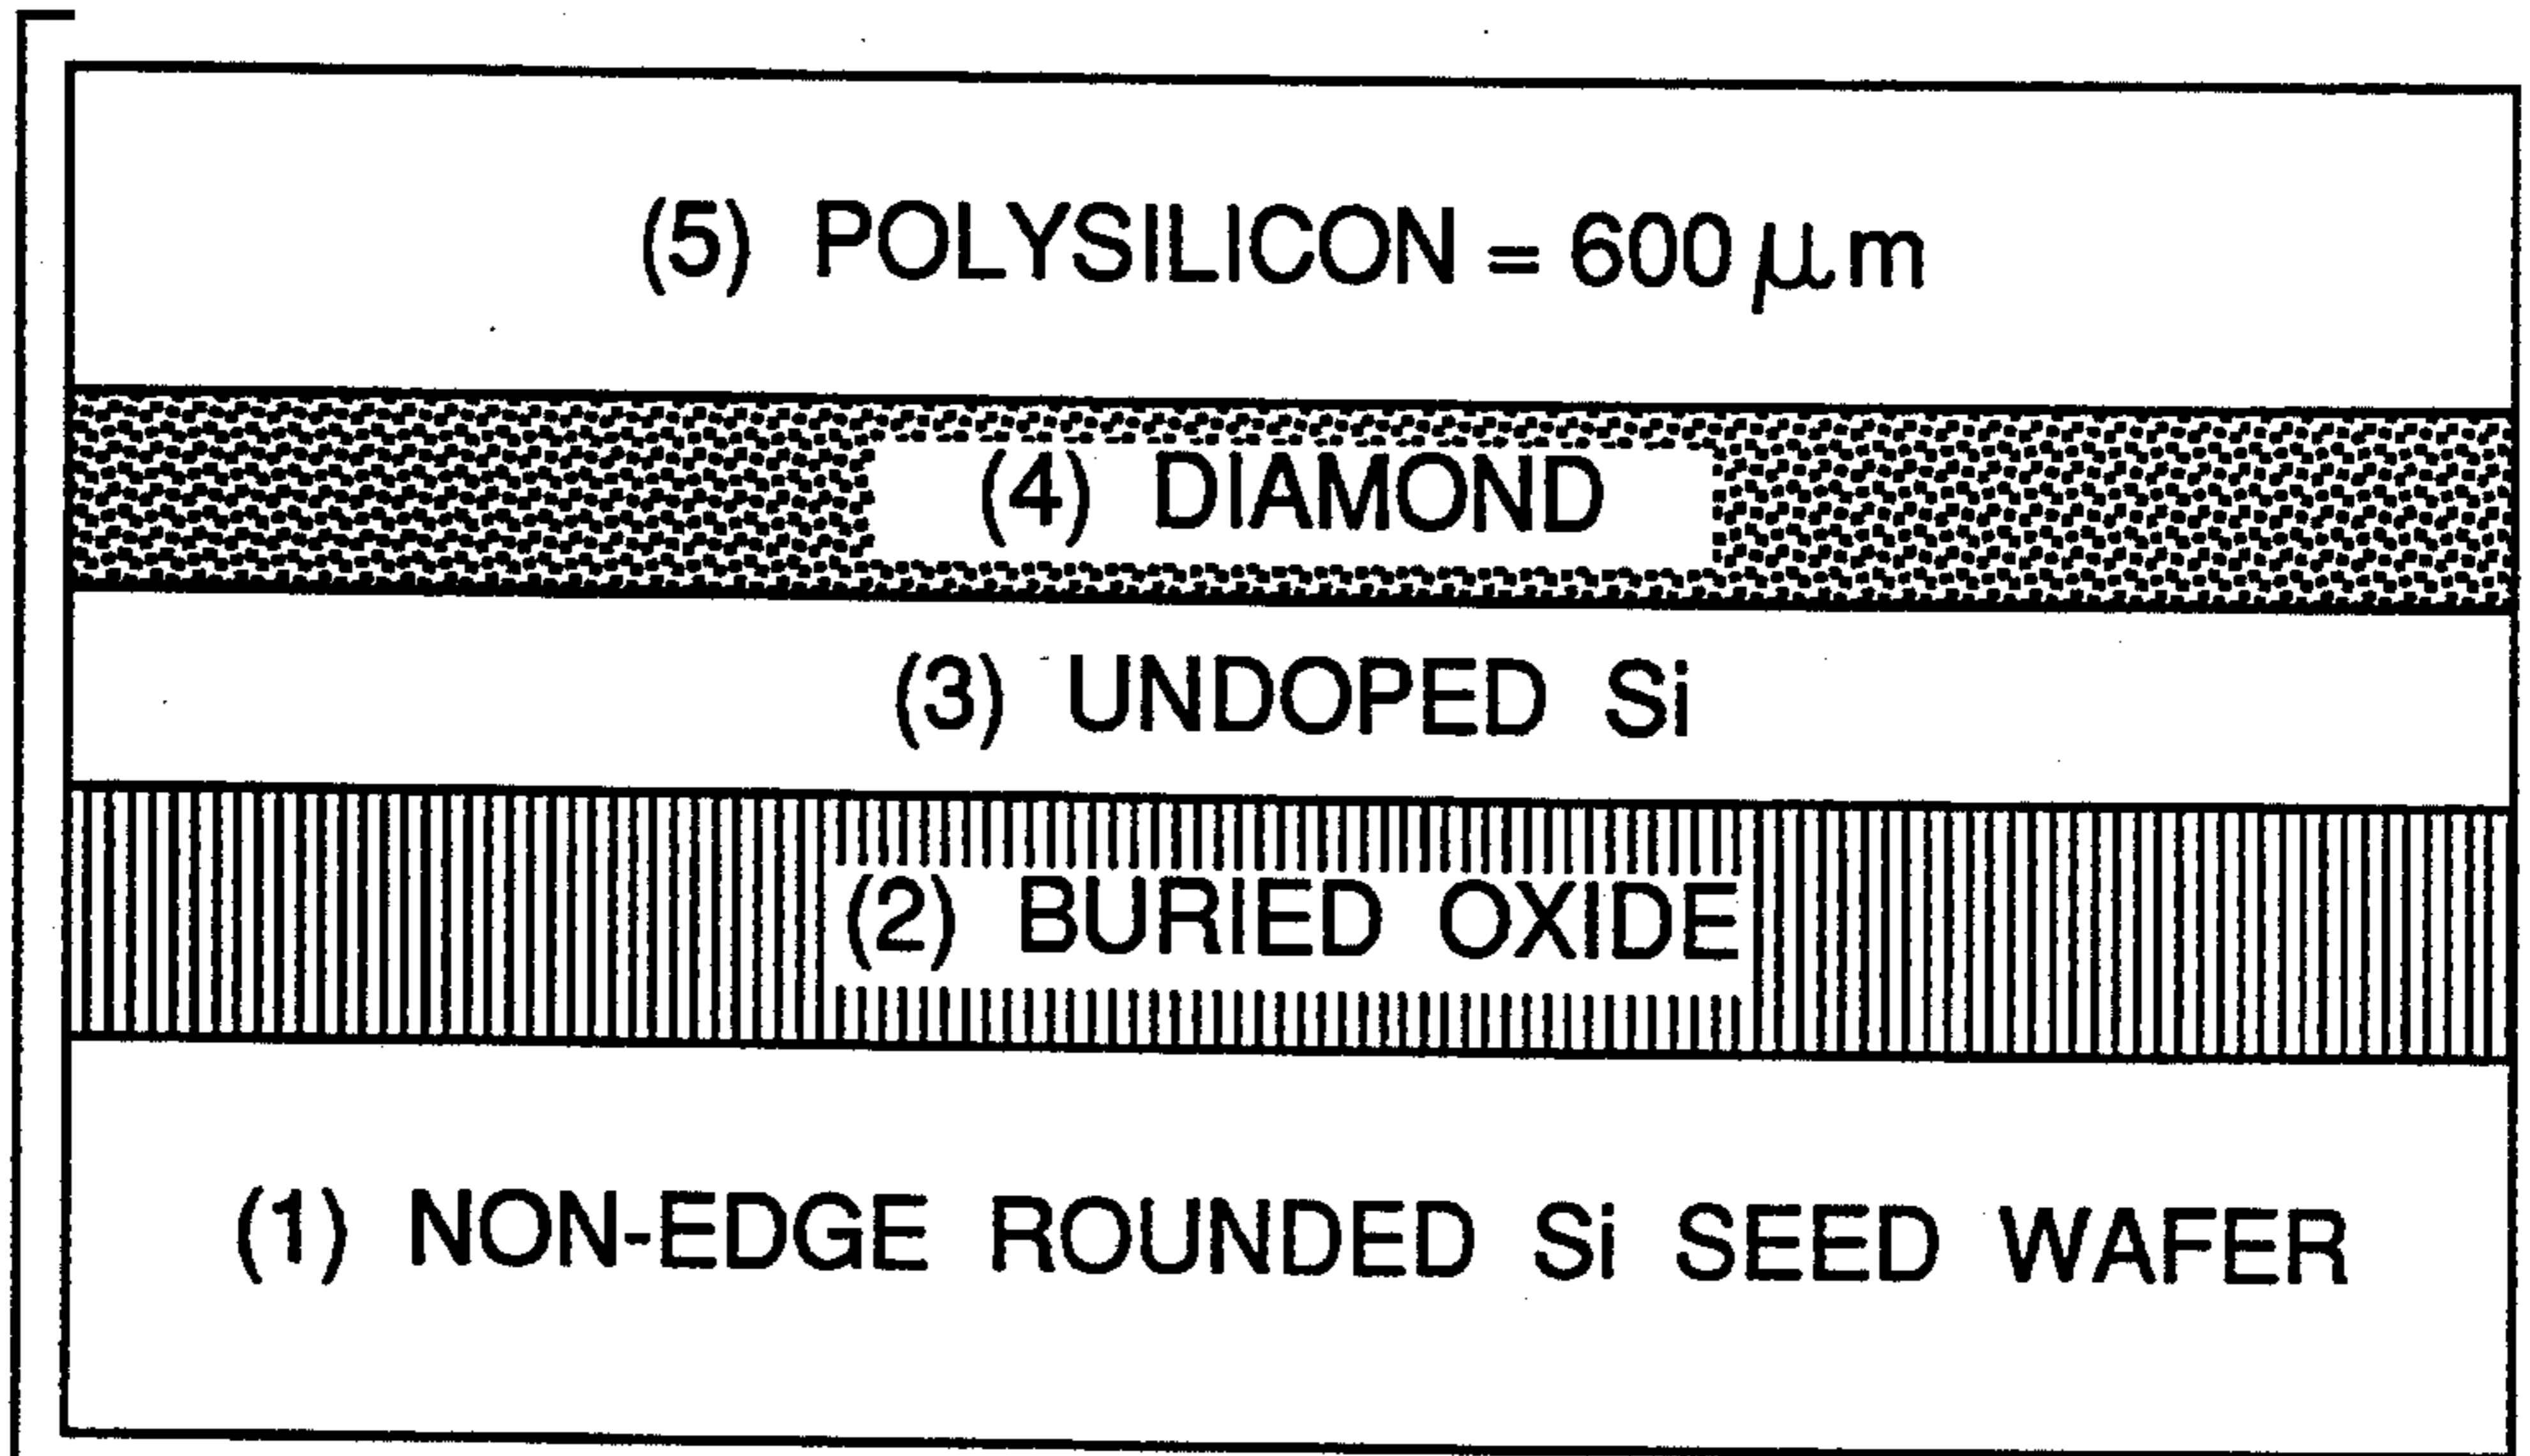 (5) POLYSILICON = 600 μm
(4) DIAMOND
(3) UNDOPED Si
(2) BURIED OXIDE
(1) NON-EDGE ROUNDED Si SEED WAFER